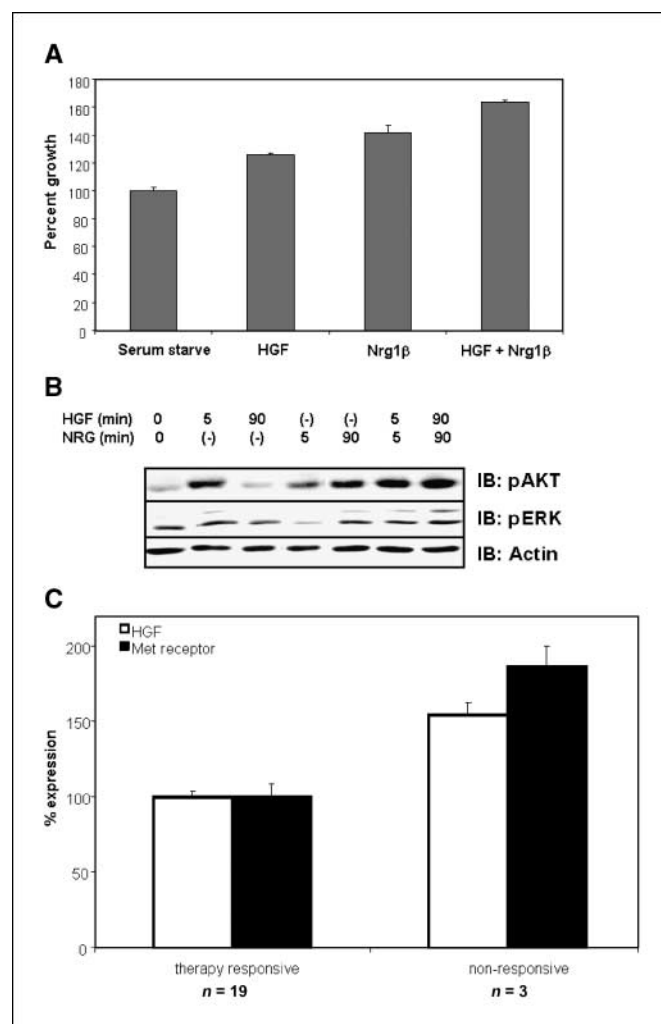 A
180
160
140
120
100
80
60
40
20
0
Percent growth
Serum starve HGF Nrg1β HGF + Nrg1β
B
HGF (min) 0 5 90 (-) (-) 5 90
NRG (min) 0 (-) (-) 5 90 5 90
IB: pAKT
IB: pERK
IB: Actin
C
HGF
Met receptor
200
150
100
50
0
% expression
therapy responsive non-responsive
n = 19 n = 3